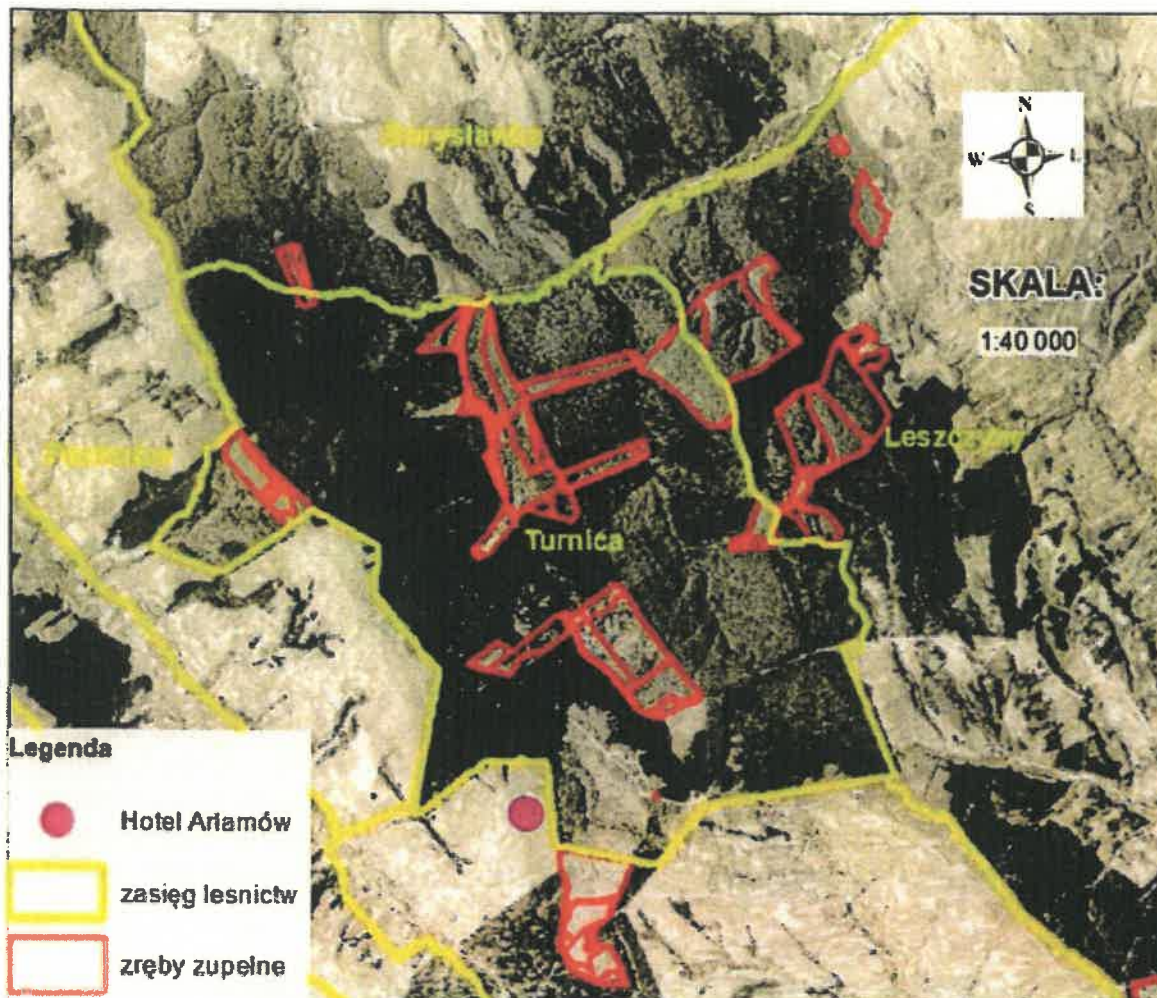 N
W
L
S
SKALA:
1:40 000
Leszczyny
Turnica
Legenda
Hotel Arłamów
zasięg lesnictw
zręby zupełne